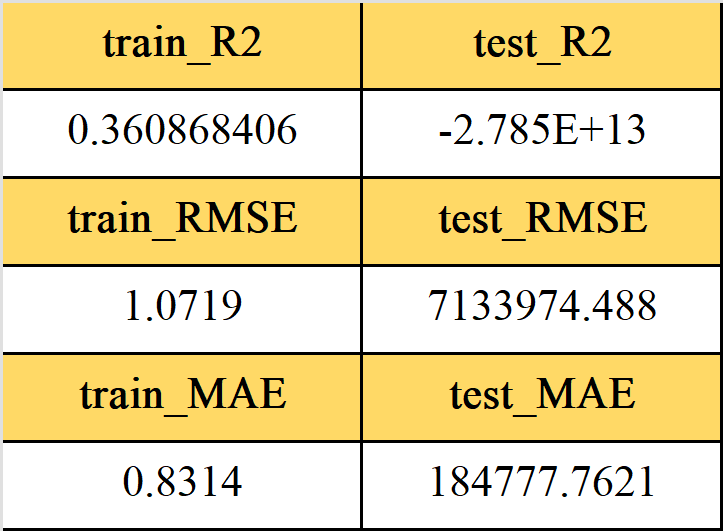 train_R2 test_R2
0.360868406 -2.785E+13
train_RMSE test_RMSE
1.0719 7133974.488
train_MAE test_MAE
0.8314 184777.7621